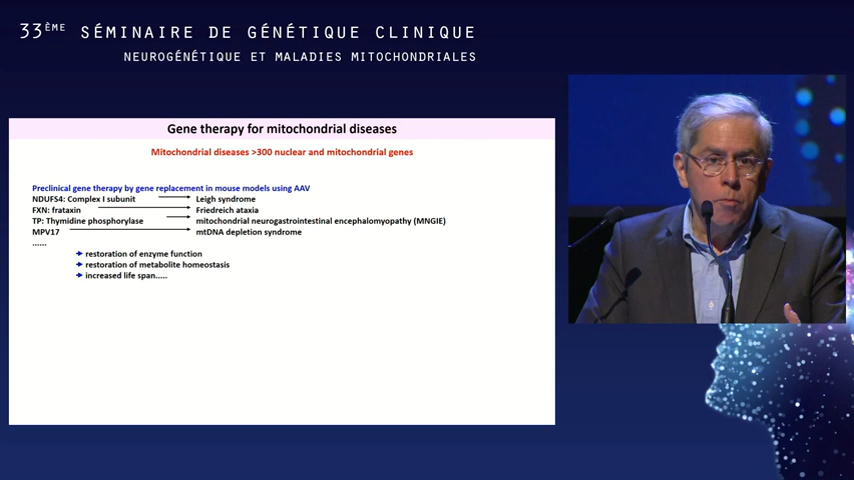 33ÈME SÉMINAIRE DE GÉNÉTIQUE CLINIQUE
NEUROGÉNÉTIQUE ET MALADIES MITOCHONDRIALES
Gene therapy for mitochondrial diseases
Mitochondrial diseases >300 nuclear and mitochondrial genes
Preclinical gene therapy by gene replacement in mouse models using AAV
NDUFS4: Complex I subunit → Leigh syndrome
FXN: frataxin → Friedreich ataxia
TP: Thymidine phosphorylase → mitochondrial neurogastrointestinal encephalomyopathy (MNGIE)
MPV17 → mtDNA depletion syndrome
......
restoration of enzyme function
restoration of metabolite homeostasis
increased life span.....